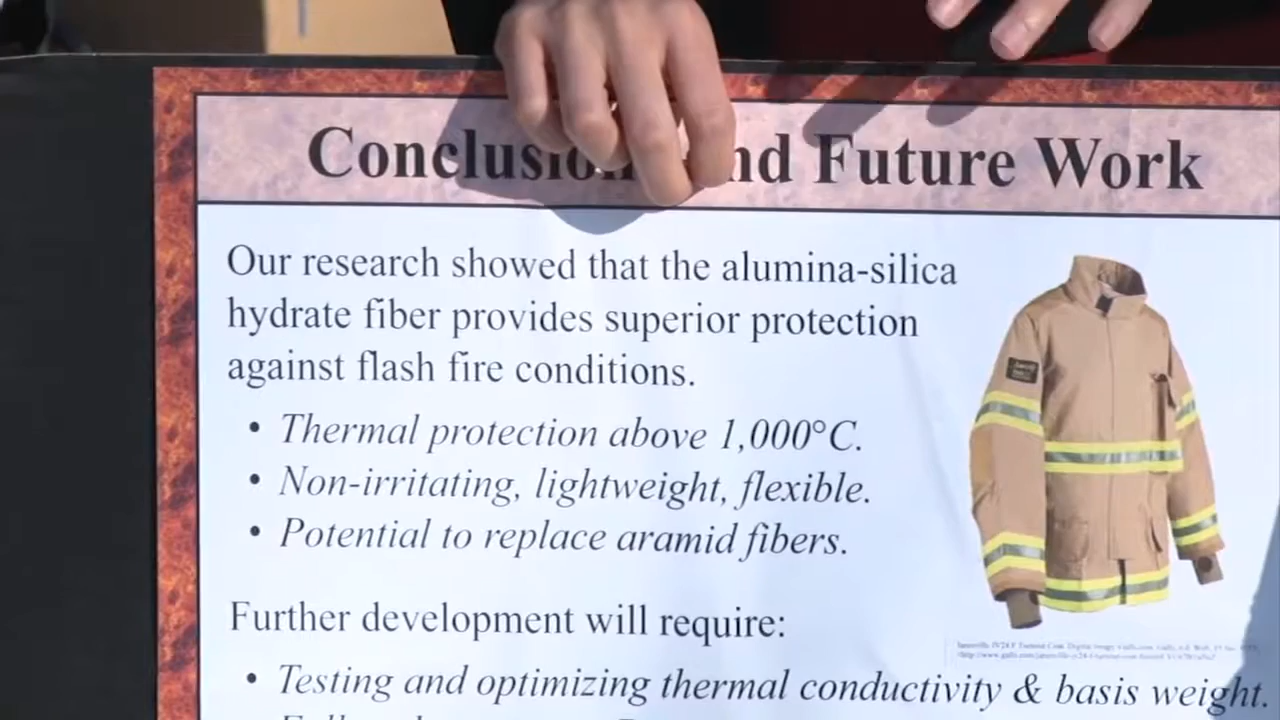 Conclusion and Future Work
Our research showed that the alumina-silica
hydrate fiber provides superior protection
against flash fire conditions.
• Thermal protection above 1,000°C.
• Non-irritating, lightweight, flexible.
• Potential to replace aramid fibers.
Further development will require:
• Testing and optimizing thermal conductivity & basis weight.